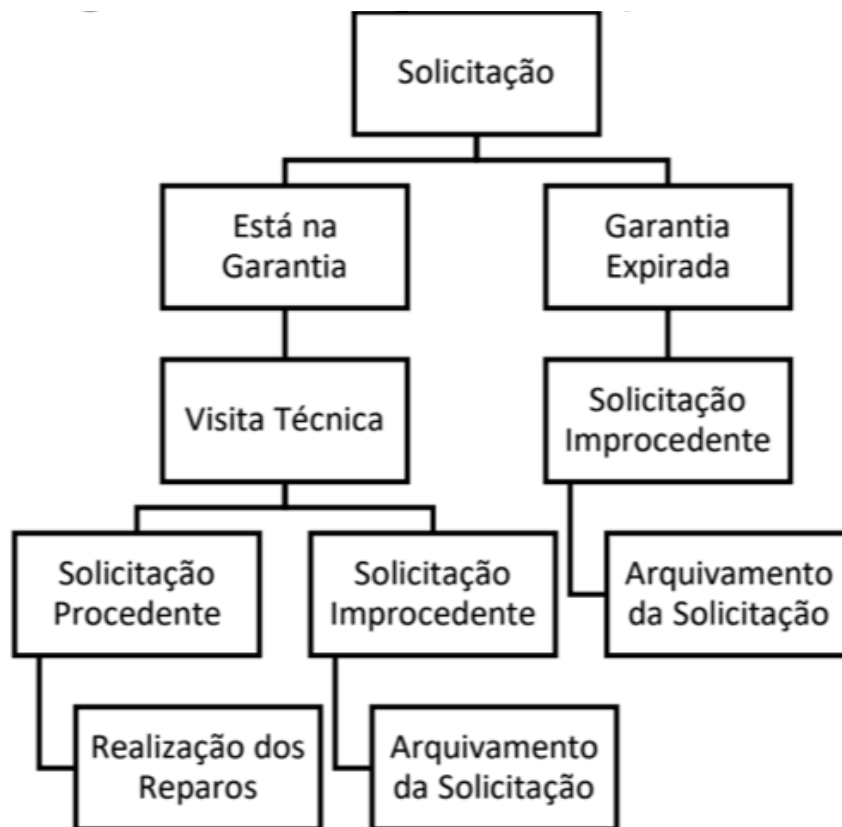 Solicitação
Está na
Garantia
Garantia
Expirada
Visita Técnica
Solicitação
Improcedente
Solicitação
Procedente
Solicitação
Improcedente
Arquivamento
da Solicitação
Realização dos
Reparos
Arquivamento
da Solicitação